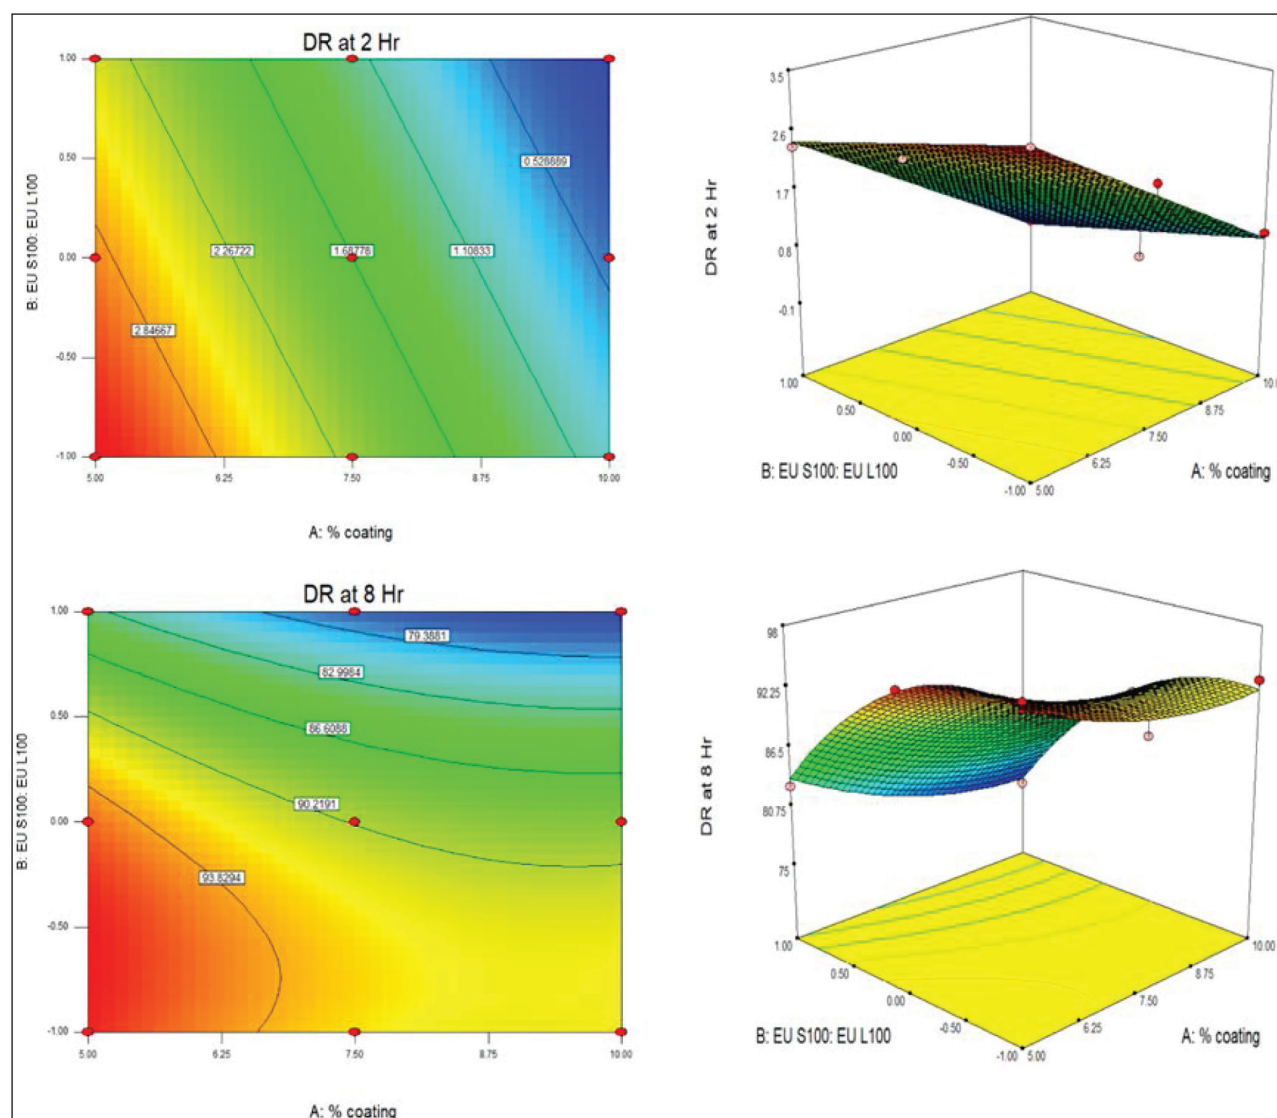 DR at 2 Hr
B: EU S100: EU L100
1.00
0.50
0.00
-0.50
-1.00
0.528889
2.26722
1.68778
1.10833
2.84667
5.00 6.25 7.50 8.75 10.00
A: % coating
DR at 2 Hr
3.5
2.6
1.7
0.8
-0.1
1.00 0.50 0.00 -0.50 -1.00
5.00 6.25 7.50 8.75 10.0
B: EU S100: EU L100
A: % coating
DR at 8 Hr
B: EU S100: EU L100
1.00
0.50
0.00
-0.50
-1.00
79.3881
82.9984
86.6088
90.2191
93.8294
5.00 6.25 7.50 8.75 10.00
A: % coating
DR at 8 Hr
98
92.25
86.5
80.75
75
1.00 0.50 0.00 -0.50 -1.00
5.00 6.25 7.50 8.75 10.00
B: EU S100: EU L100
A: % coating